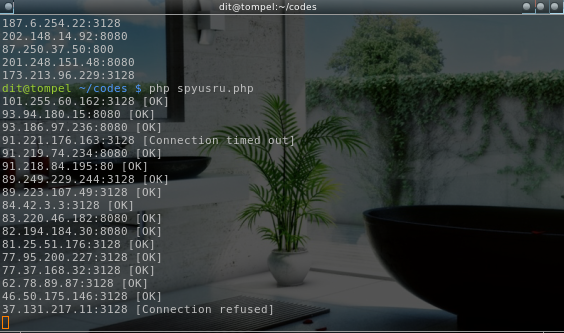 dit@tompel:~/codes
187.6.254.22:3128
202.148.14.92:8080
87.250.37.50:800
201.248.151.48:8080
173.213.96.229:3128
dit@tompel ~/codes $ php spyusru.php
101.255.60.162:3128 [OK]
93.94.180.15:8080 [OK]
93.186.97.236:8080 [OK]
91.221.176.163:3128 [Connection timed out]
91.219.74.234:8080 [OK]
91.218.84.195:80 [OK]
89.249.229.244:3128 [OK]
89.223.107.49:3128 [OK]
84.42.3.3:3128 [OK]
83.220.46.182:8080 [OK]
82.194.184.30:8080 [OK]
81.25.51.176:3128 [OK]
77.95.200.227:3128 [OK]
77.37.168.32:3128 [OK]
62.78.89.87:3128 [OK]
46.50.175.146:3128 [OK]
37.131.217.11:3128 [Connection refused]